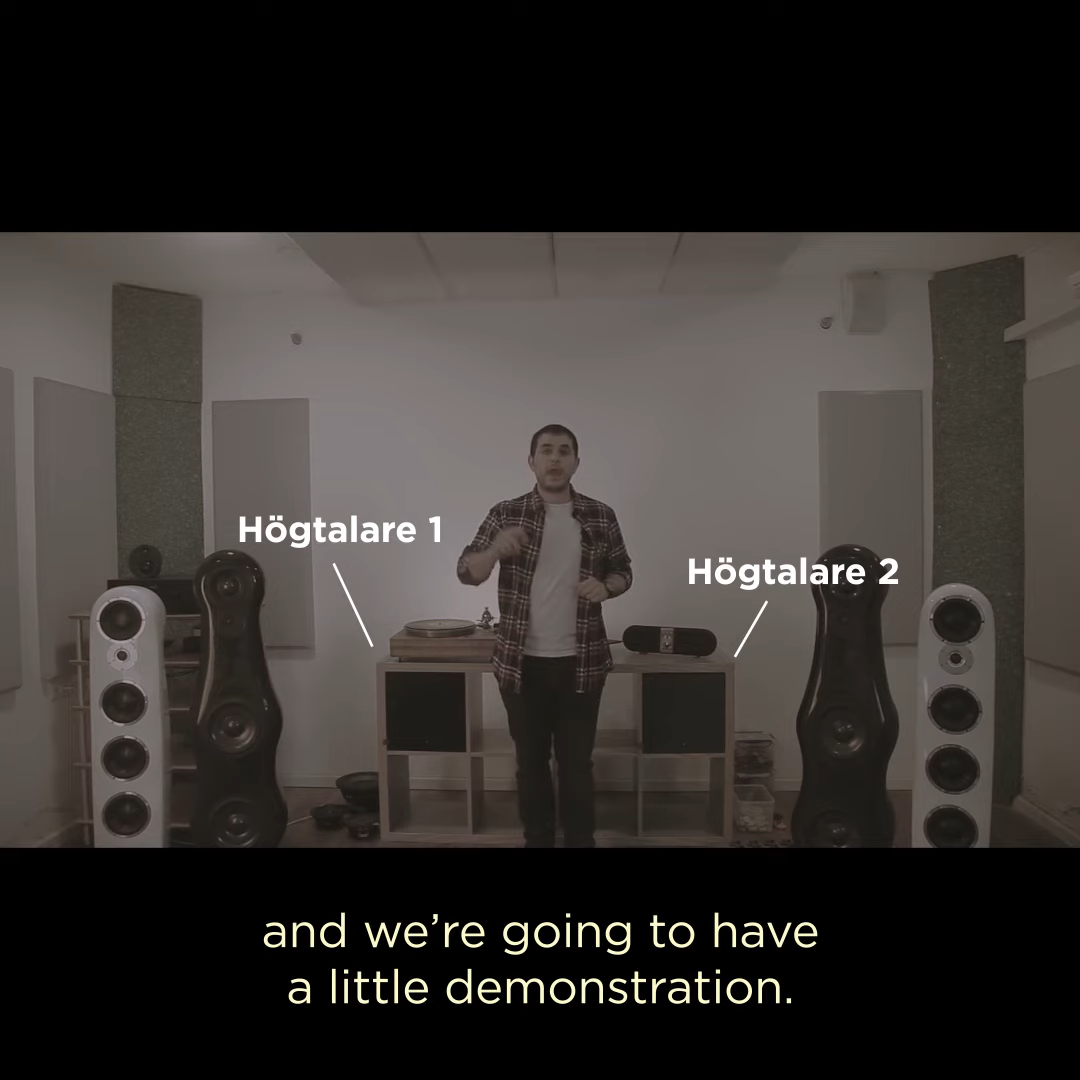 Högtalare 1
Högtalare 2
and we’re going to have
a little demonstration.